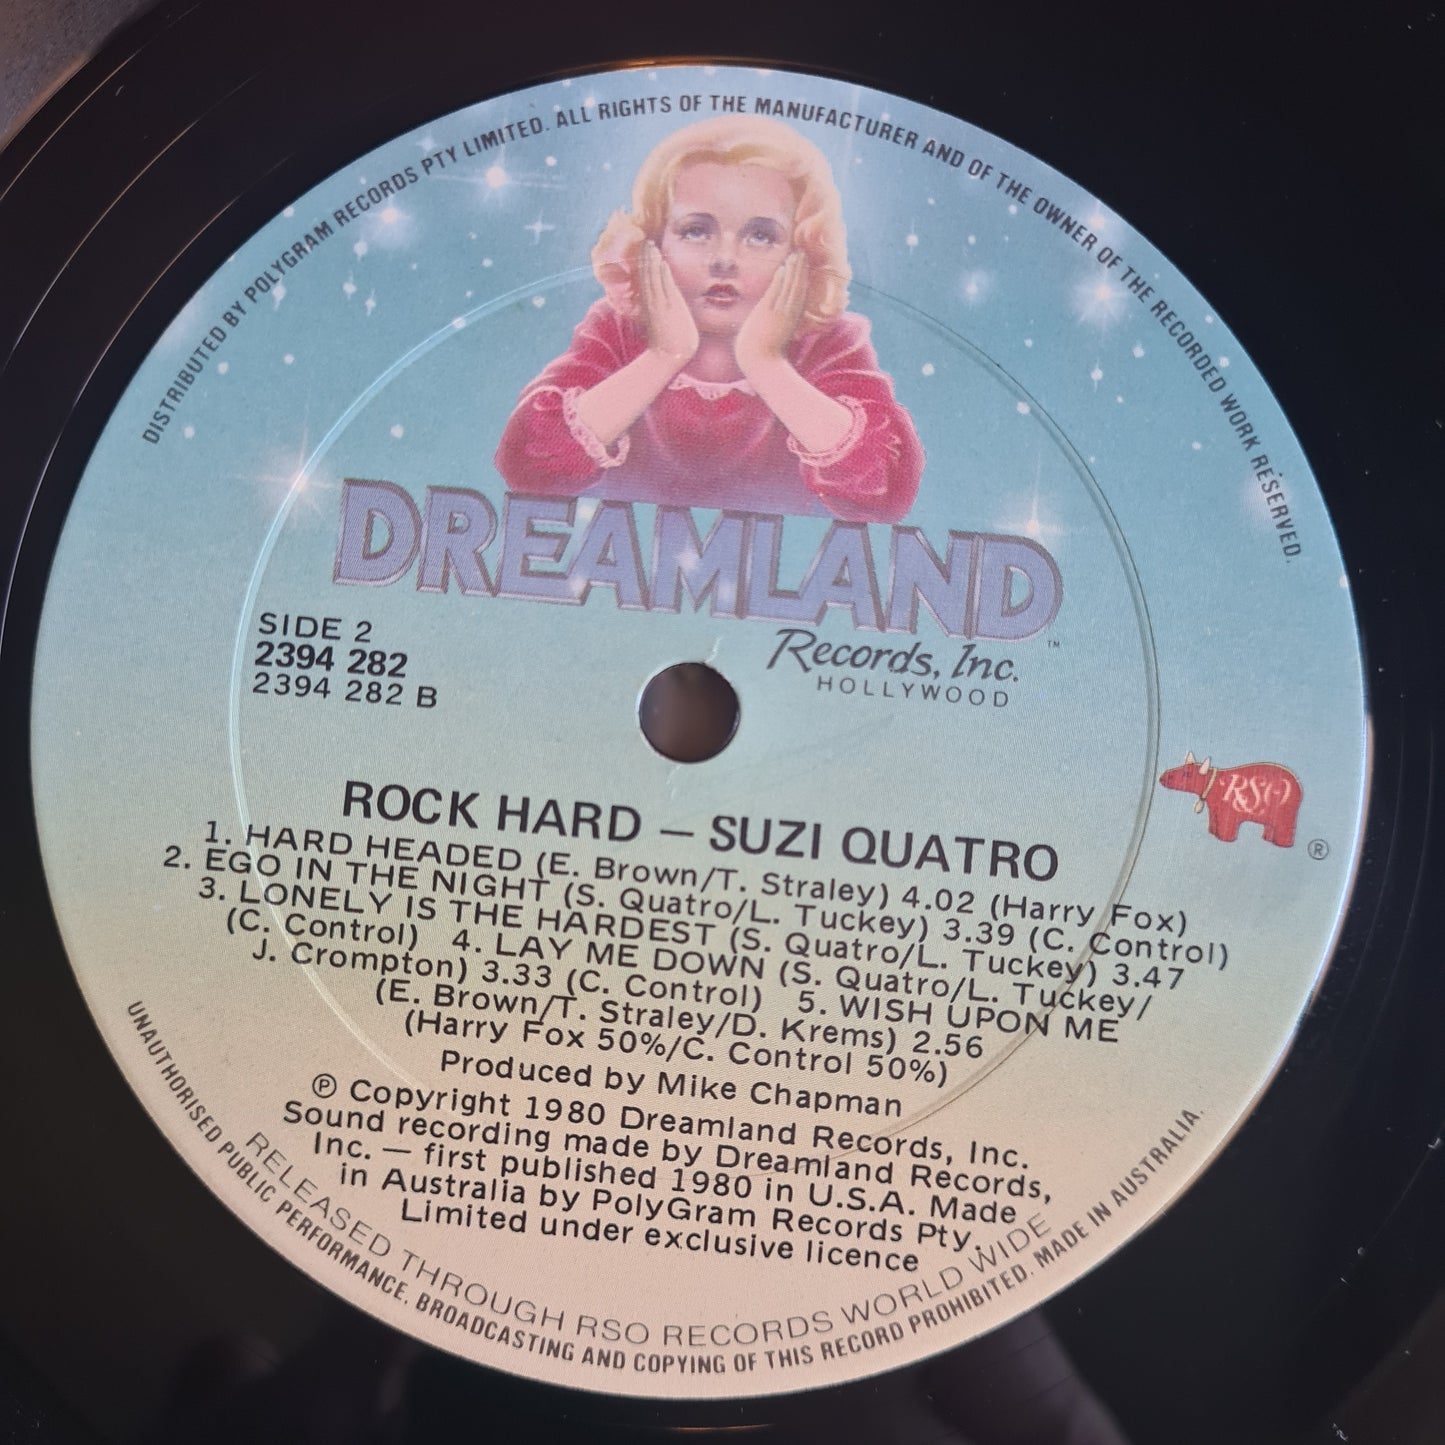 DISTRIBUTED BY POLYGRAM RECORDS PTY LIMITED. ALL RIGHTS OF THE MANUFACTURER AND OF THE OWNER OF THE RECORDED WORK RESERVED.
DREAMLAND
TM
Records, Inc.
HOLLYWOOD
SIDE 2
2394 282
2394 282 B
RSO
®
ROCK HARD – SUZI QUATRO
1. HARD HEADED (E. Brown/T. Straley) 4.02 (Harry Fox)
2. EGO IN THE NIGHT (S. Quatro/L. Tuckey) 3.39 (C. Control)
3. LONELY IS THE HARDEST (S. Quatro/L. Tuckey) 3.47
(C. Control) 4. LAY ME DOWN (S. Quatro/L. Tuckey/
J. Crompton) 3.33 (C. Control) 5. WISH UPON ME
(E. Brown/T. Straley/D. Krems) 2.56
(Harry Fox 50%/C. Control 50%)
Produced by Mike Chapman
℗ Copyright 1980 Dreamland Records, Inc.
Sound recording made by Dreamland Records,
Inc. – first published 1980 in U.S.A. Made
in Australia by PolyGram Records Pty.
Limited under exclusive licence
RELEASED THROUGH RSO RECORDS WORLD WIDE
UNAUTHORISED PUBLIC PERFORMANCE, BROADCASTING AND COPYING OF THIS RECORD PROHIBITED. MADE IN AUSTRALIA.